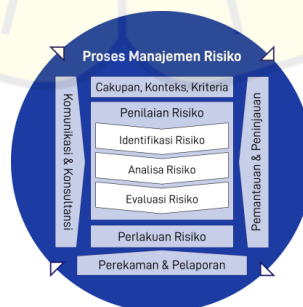 Proses Manajemen Risiko
Cakupan, Konteks, Kriteria
Komunikasi & Konsultansi
Penilaian Risiko
Identifikasi Risiko
Analisa Risiko
Evaluasi Risiko
Pemantauan & Peninjauan
Perlakuan Risiko
Perekaman & Pelaporan